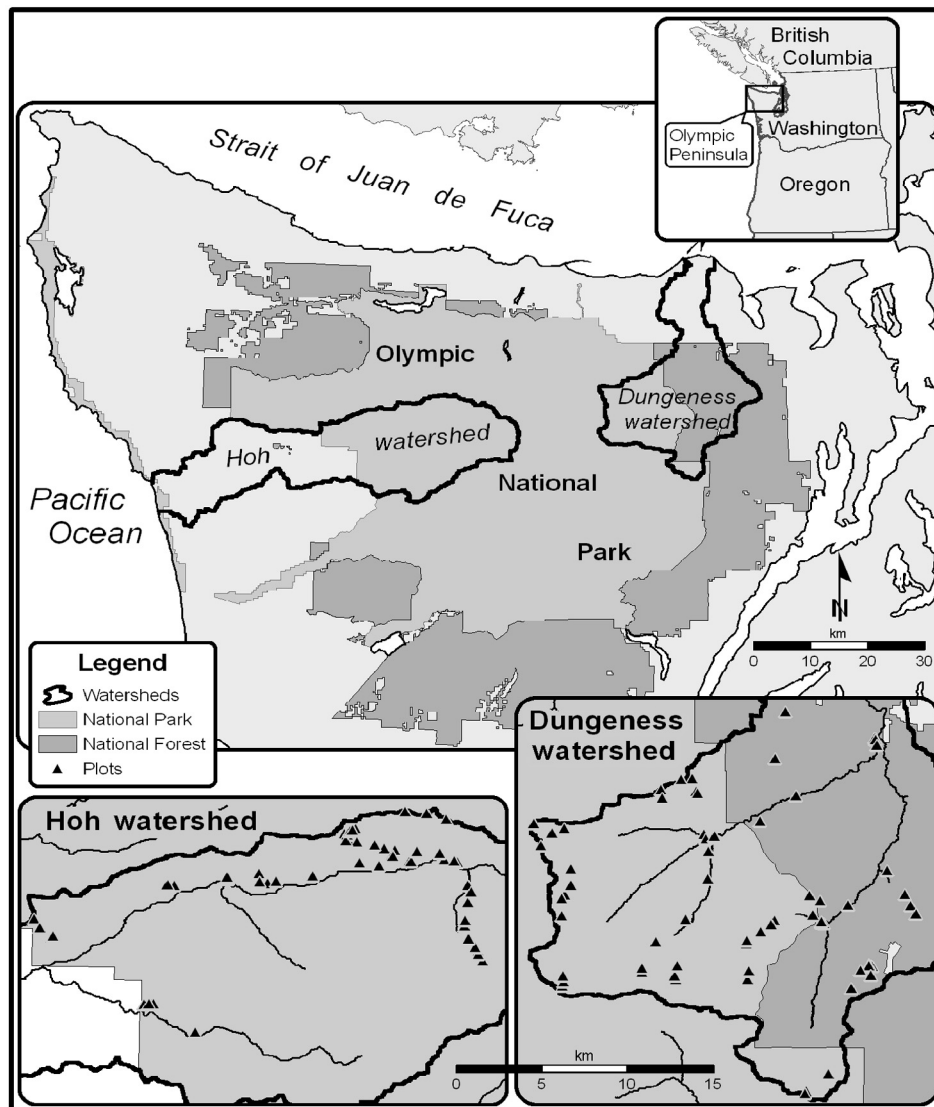 British
Columbia
Washington
Olympic
Peninsula
Oregon
Strait of Juan de Fuca
Olympic
Dungeness
watershed
watershed
Hoh
National
Pacific
Ocean
Park
N
km
0 10 20 30
Legend
Watersheds
National Park
National Forest
Plots
Dungeness
watershed
Hoh watershed
km
0 5 10 15